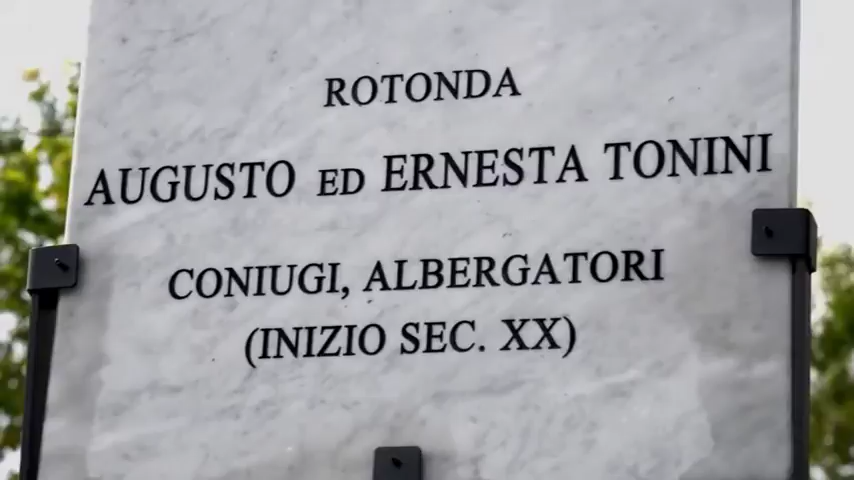 ROTONDA
AUGUSTO ED ERNESTA TONINI
CONIUGI, ALBERGATORI
(INIZIO SEC. XX)